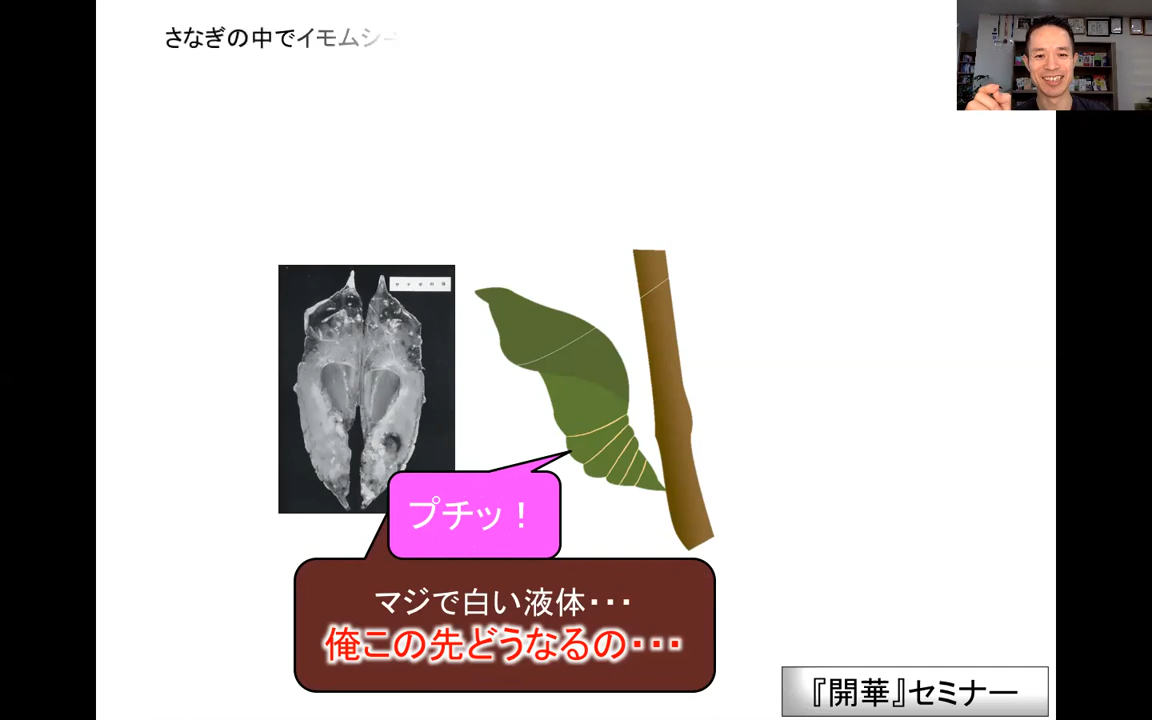 さなぎの中でイモムシ
プチッ！
マジで白い液体・・・
俺この先どうなるの・・・
『開華』セミナー